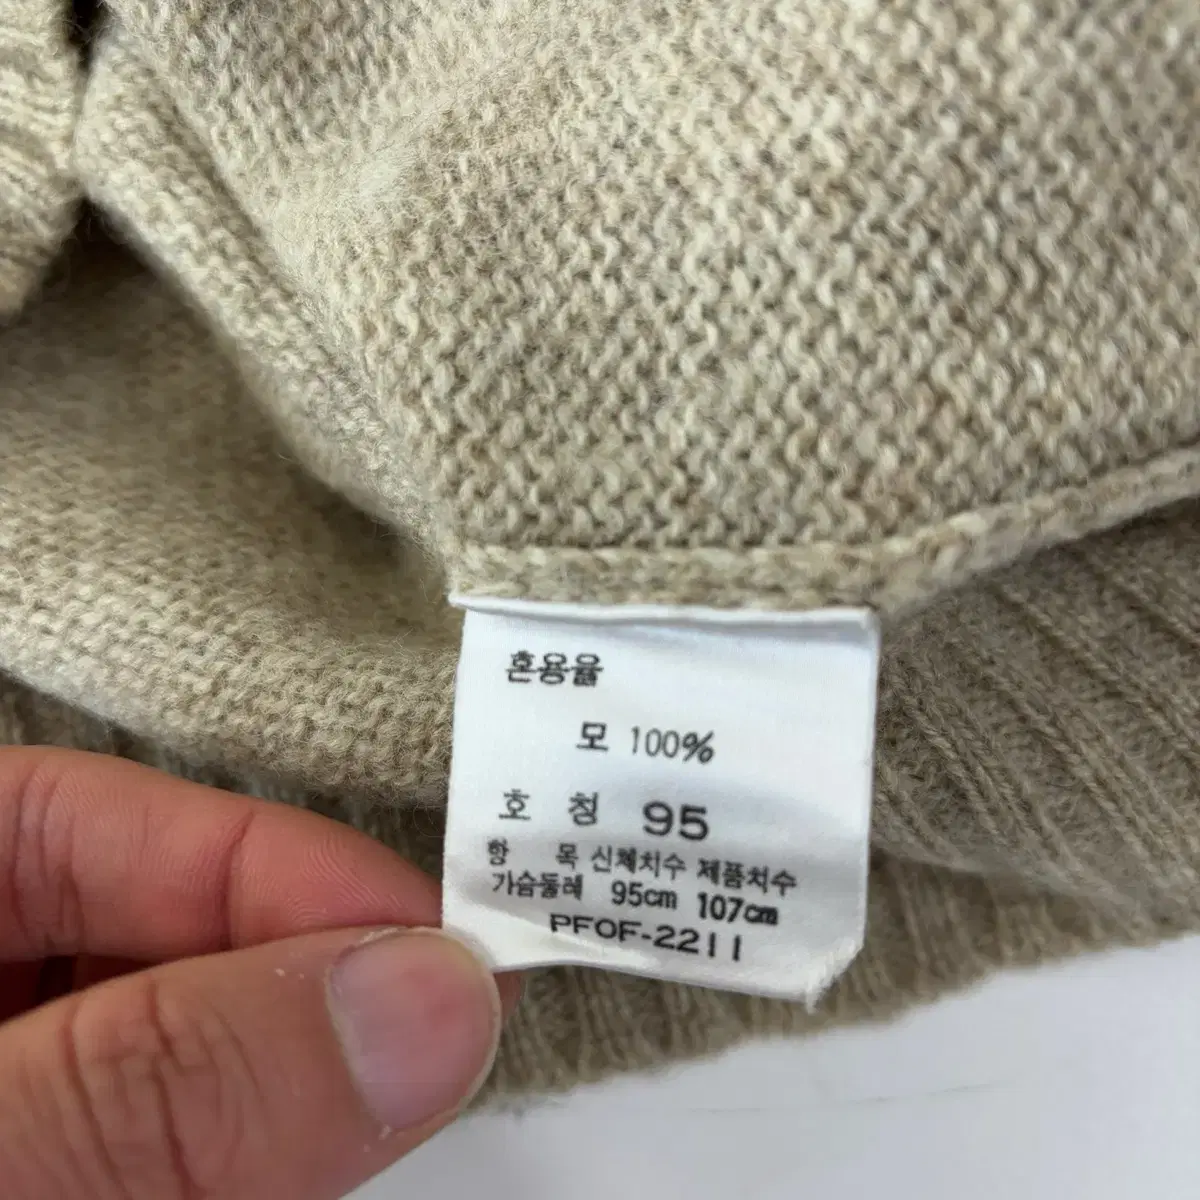 혼용율
모 100%
호 칭 95
항 목 신체치수 제품치수
가슴둘레 95cm 107cm
PFOF-2211